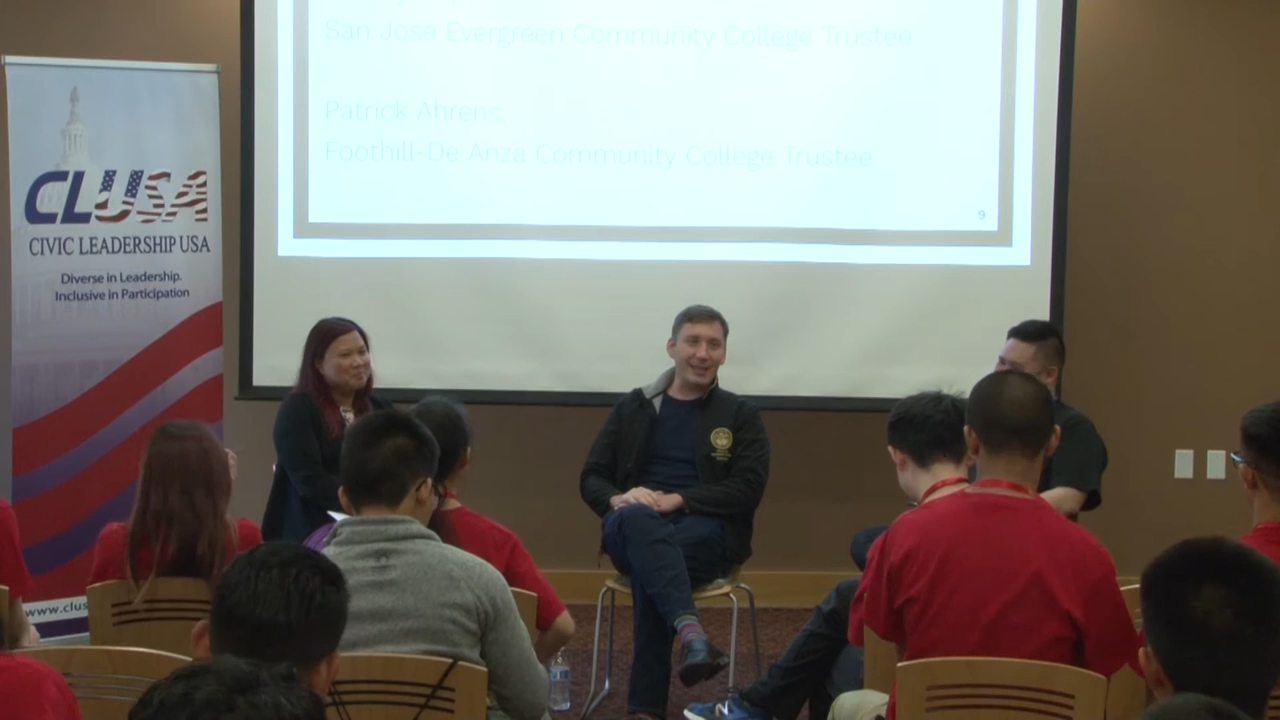 San Jose Evergreen Community College Trustee
Patrick Ahrens,
Foothill-De Anza Community College Trustee
9
CLUSA
CIVIC LEADERSHIP USA
Diverse in Leadership.
Inclusive in Participation
www.clus